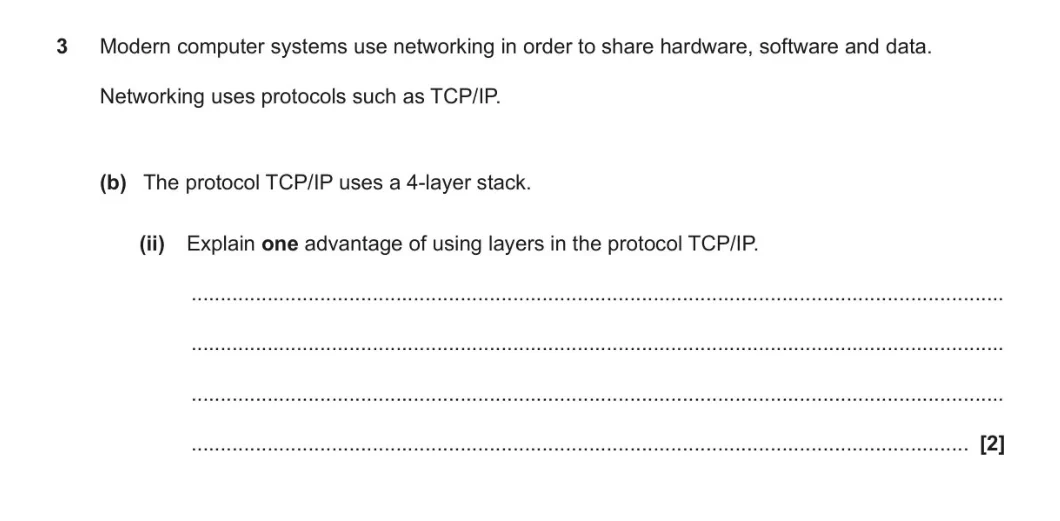 3 Modern computer systems use networking in order to share hardware, software and data.
Networking uses protocols such as TCP/IP.
(b) The protocol TCP/IP uses a 4-layer stack.
(ii) Explain one advantage of using layers in the protocol TCP/IP.
[2]